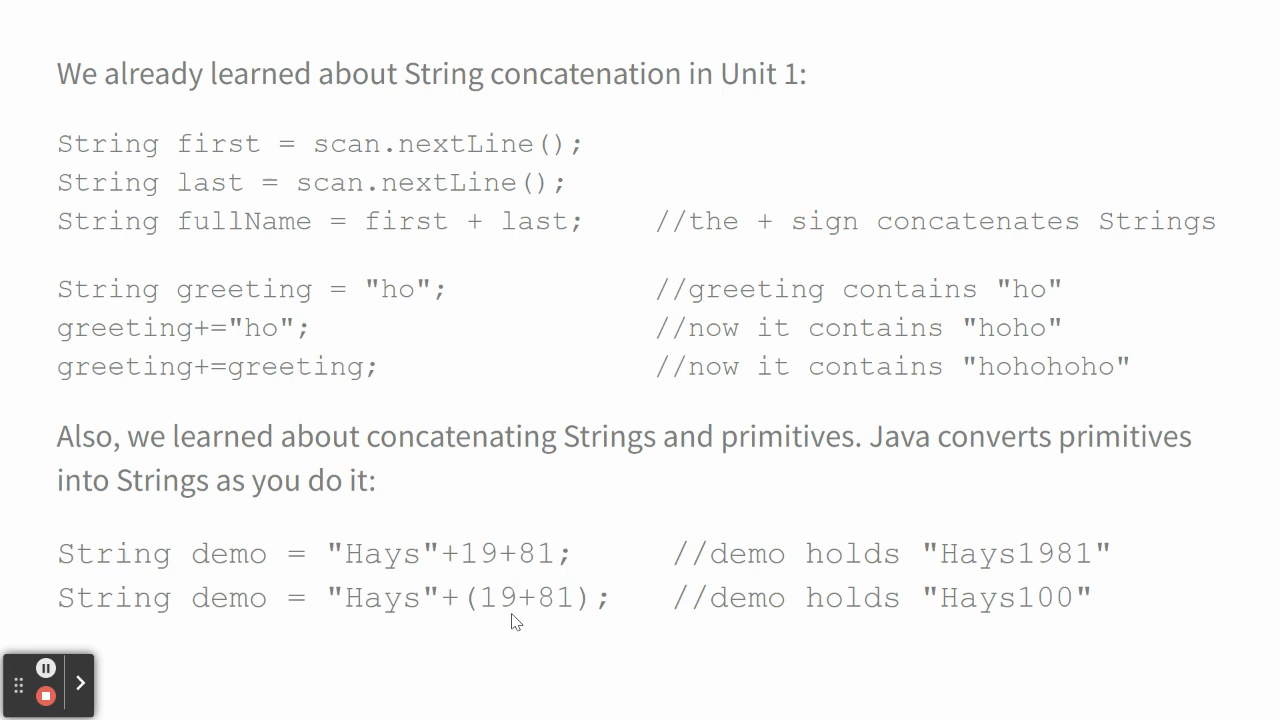 We already learned about String concatenation in Unit 1:
String first = scan.nextLine();
String last = scan.nextLine();
String fullName = first + last; //the + sign concatenates Strings
String greeting = "ho"; //greeting contains "ho"
greeting+="ho"; //now it contains "hoho"
greeting+=greeting; //now it contains "hohohoho"
Also, we learned about concatenating Strings and primitives. Java converts primitives
into Strings as you do it:
String demo = "Hays"+19+81; //demo holds "Hays1981"
String demo = "Hays"+(19+81); //demo holds "Hays100"